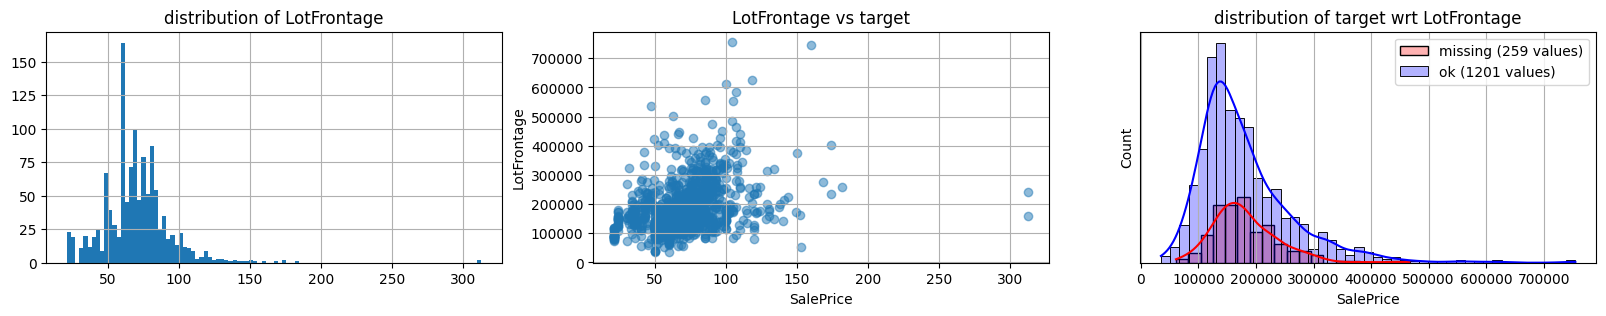 distribution of LotFrontage
150
125
100
75
50
25
0
50 100 150 200 250 300
LotFrontage vs target
LotFrontage
700000
600000
500000
400000
300000
200000
100000
0
50 100 150 200 250 300
SalePrice
distribution of target wrt LotFrontage
missing (259 values)
ok (1201 values)
Count
0 100000 200000 300000 400000 500000 600000 700000
SalePrice